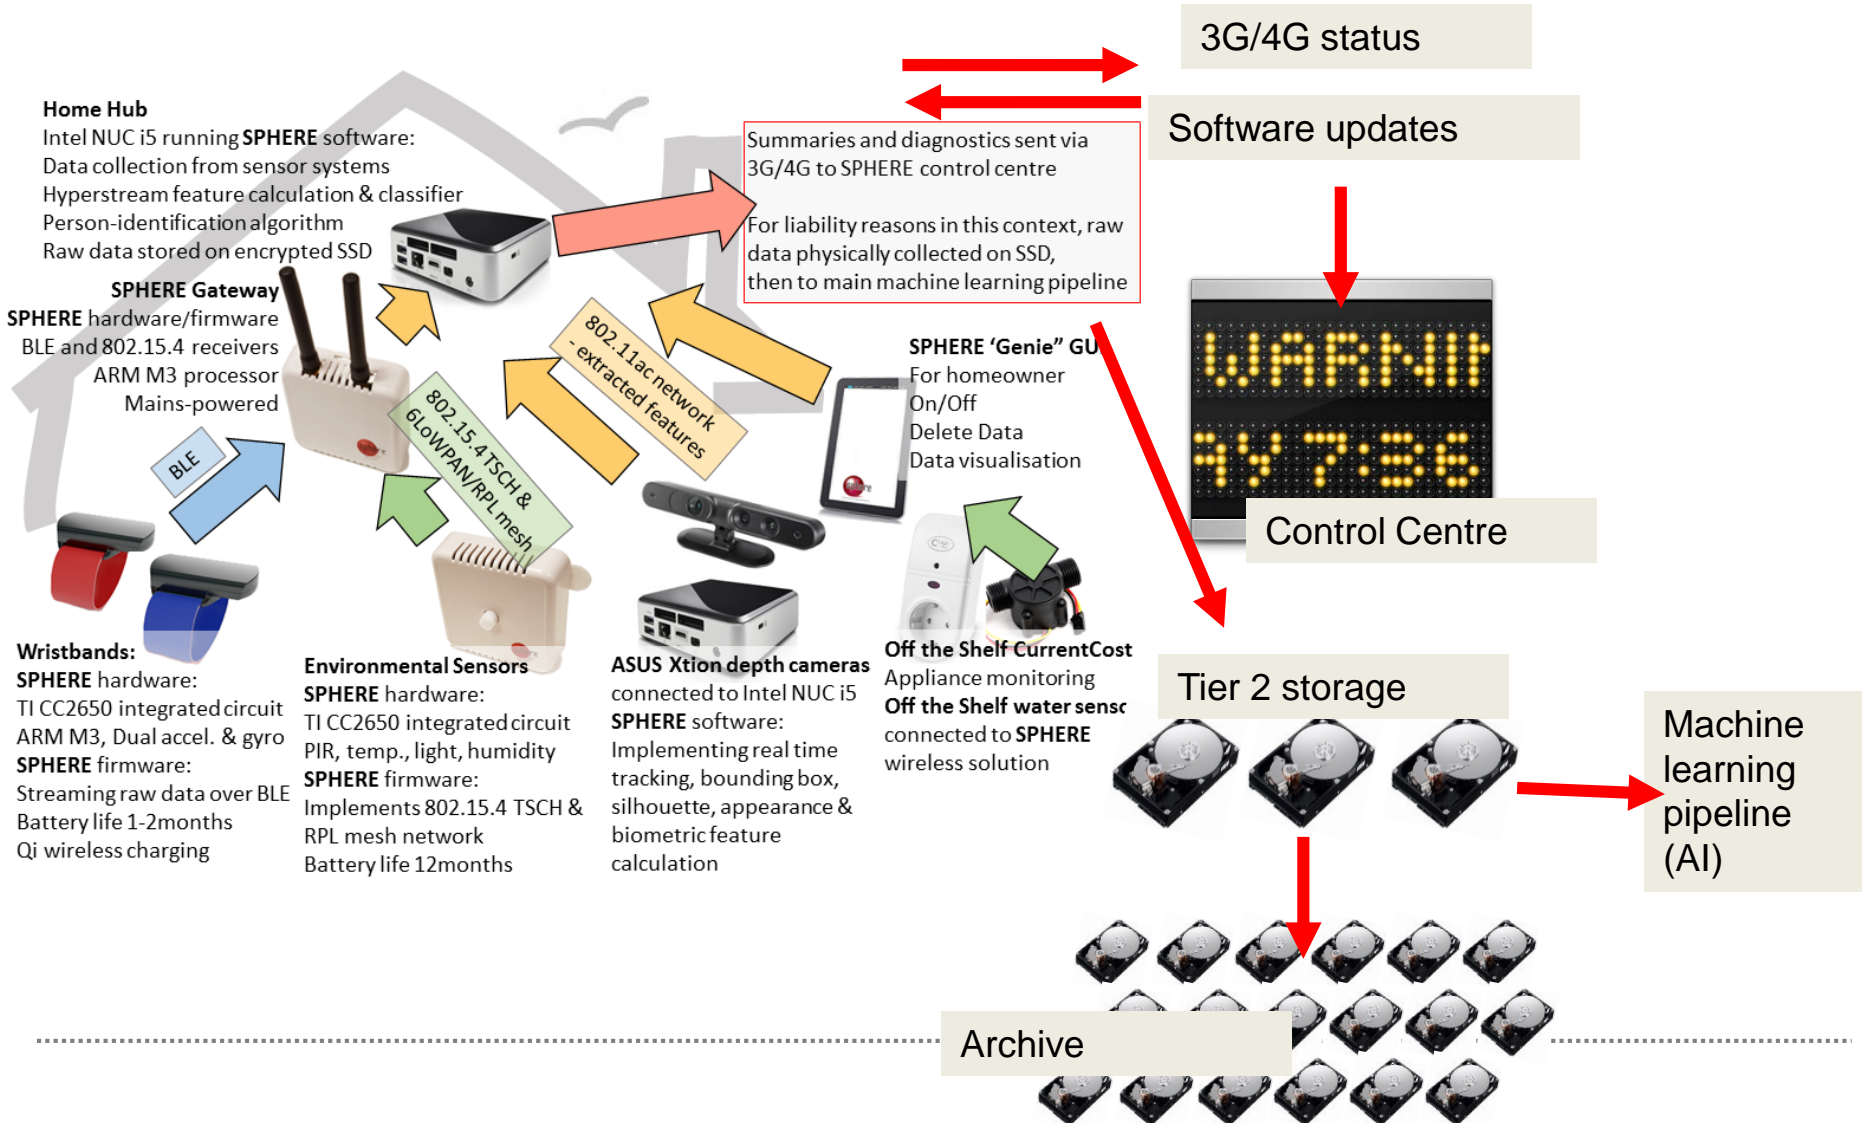 3G/4G status
Software updates
Home Hub
Intel NUC i5 running SPHERE software:
Data collection from sensor systems
Hyperstream feature calculation & classifier
Person-identification algorithm
Raw data stored on encrypted SSD
Summaries and diagnostics sent via
3G/4G to SPHERE control centre
For liability reasons in this context, raw
data physically collected on SSD,
then to main machine learning pipeline
SPHERE Gateway
SPHERE hardware/firmware
BLE and 802.15.4 receivers
ARM M3 processor
Mains-powered
BLE
802.15.4 TSCH &
6LoWPAN/RPL mesh
802.11ac network
- extracted features
SPHERE ‘Genie” GU
For homeowner
On/Off
Delete Data
Data visualisation
WARNIN
AY 7:36
Control Centre
Wristbands:
SPHERE hardware:
TI CC2650 integrated circuit
ARM M3, Dual accel. & gyro
SPHERE firmware:
Streaming raw data over BLE
Battery life 1-2months
Qi wireless charging
Environmental Sensors
SPHERE hardware:
TI CC2650 integrated circuit
PIR, temp., light, humidity
SPHERE firmware:
Implements 802.15.4 TSCH &
RPL mesh network
Battery life 12months
ASUS Xtion depth cameras
connected to Intel NUC i5
SPHERE software:
Implementing real time
tracking, bounding box,
silhouette, appearance &
biometric feature
calculation
Off the Shelf CurrentCost
Appliance monitoring
Off the Shelf water sensc
connected to SPHERE
wireless solution
Tier 2 storage
Machine
learning
pipeline
(AI)
Archive